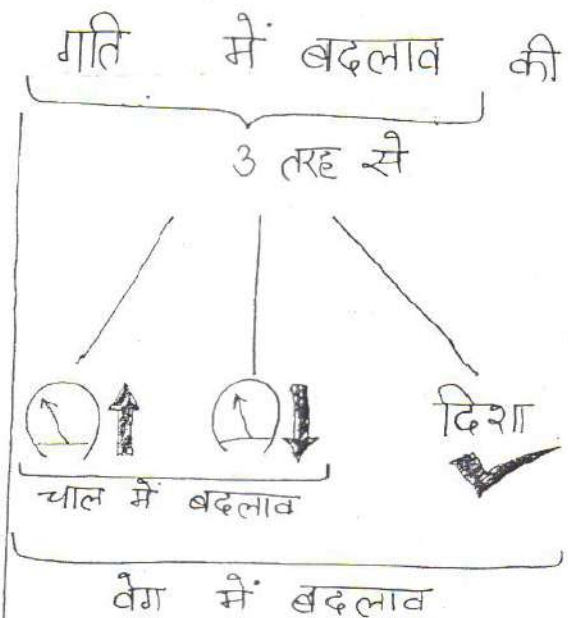 गति में बदलाव की
3 तरह से
दिशा
चाल में बदलाव
वेग में बदलाव